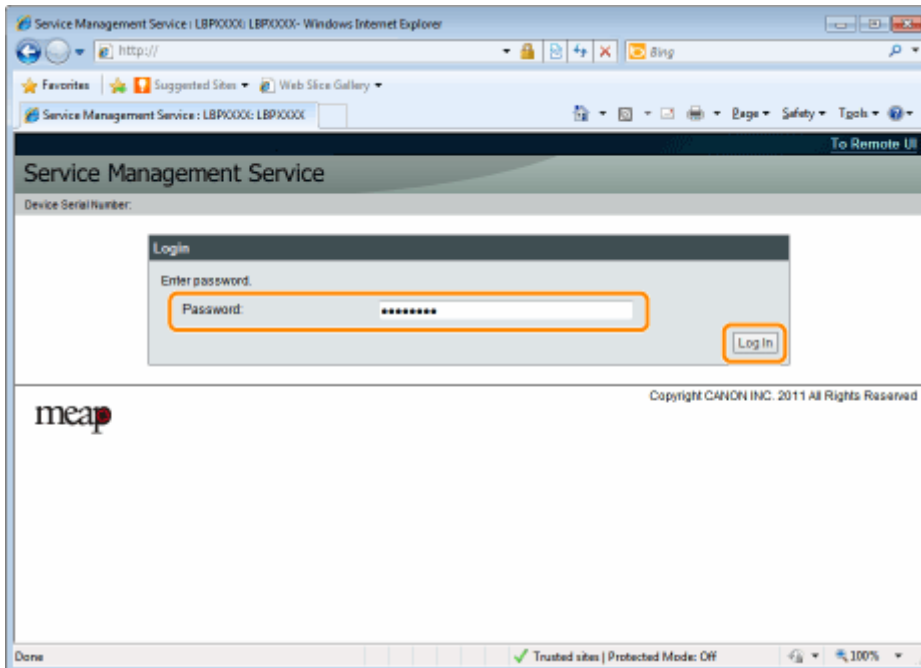 Service Management Service : LBPXXXX: LBPXXXX- Windows Internet Explorer
http://
Bing
Favorites Suggested Sites Web Slice Gallery
Service Management Service : LBPXXXX: LBPXXXX
Page Safety Tools
To Remote UI
Service Management Service
Device Serial Number:
Login
Enter password.
Password: ••••••••
Log In
Copyright CANON INC. 2011 All Rights Reserved
meap
Done Trusted sites | Protected Mode: Off 100%